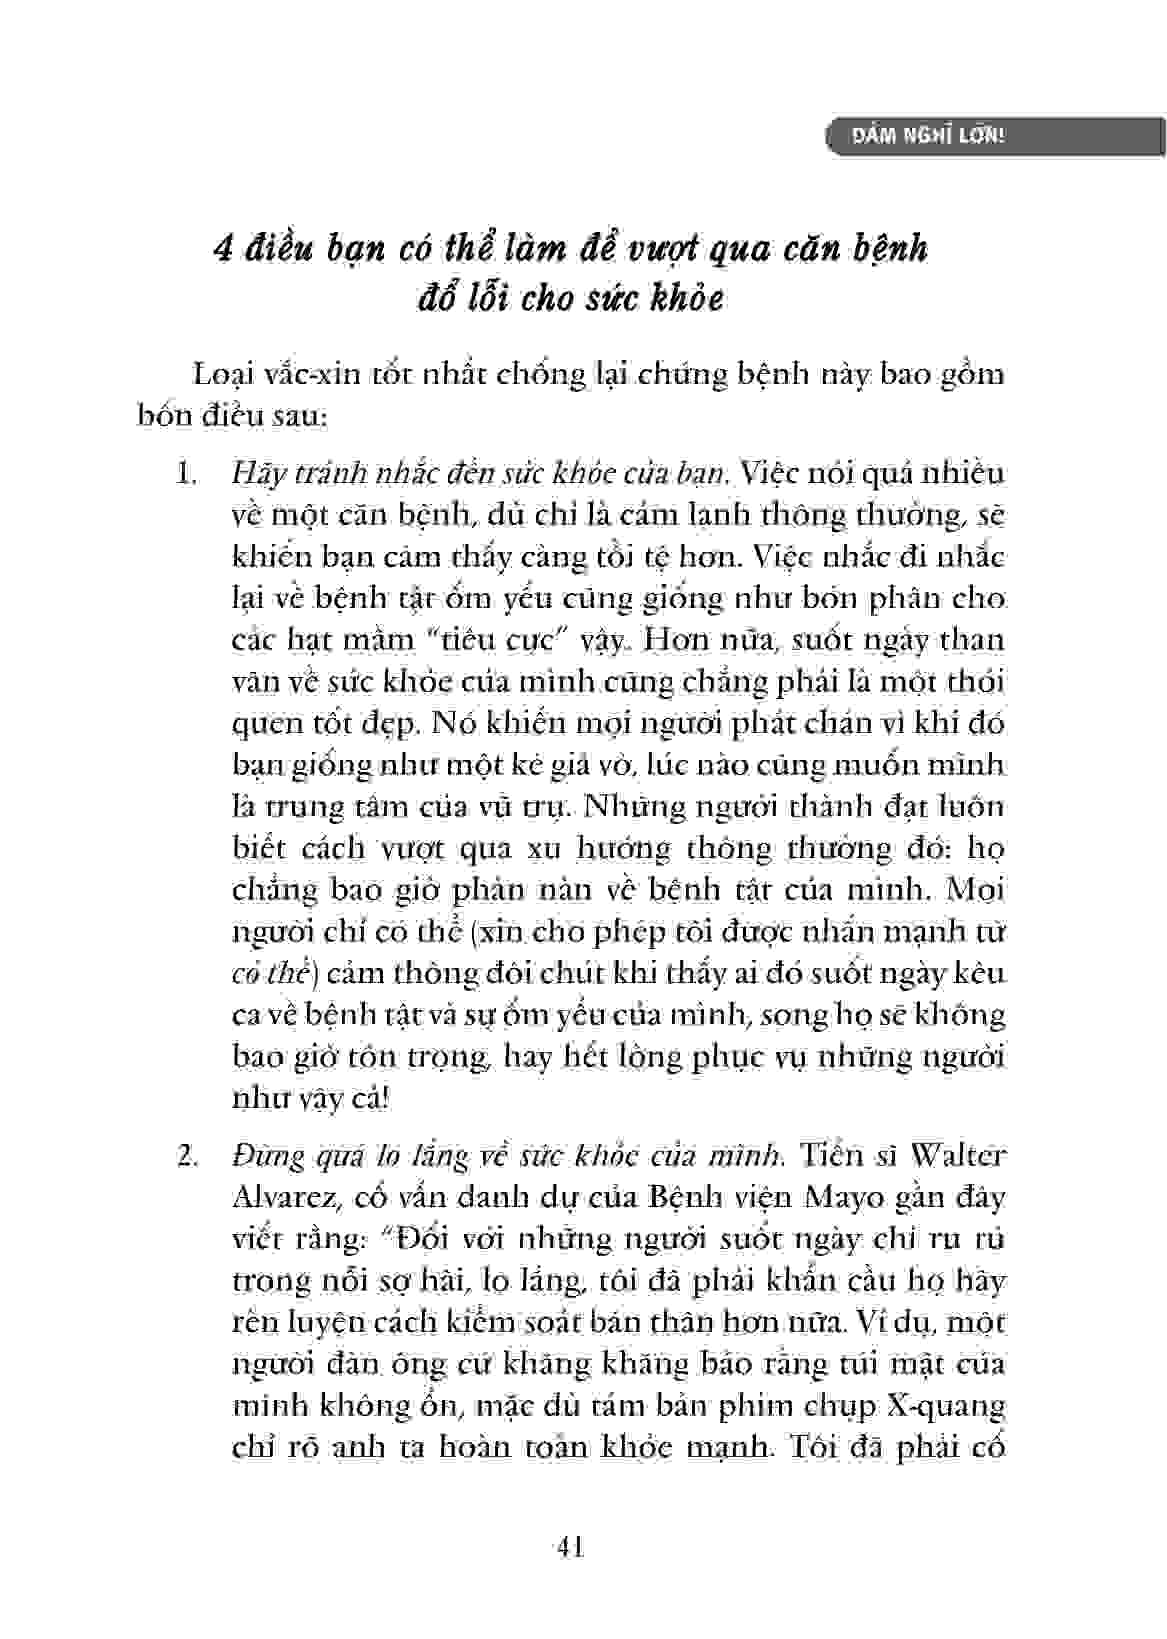 DÁM NGHĨ LỚN!
4 điều bạn có thể làm để vượt qua căn bệnh
đổ lỗi cho sức khỏe
Loại vắc-xin tốt nhất chống lại chứng bệnh này bao gồm
bốn điều sau:
1. Hãy tránh nhắc đến sức khỏe của bạn. Việc nói quá nhiều
về một căn bệnh, dù chỉ là cảm lạnh thông thường, sẽ
khiến bạn cảm thấy càng tồi tệ hơn. Việc nhắc đi nhắc
lại về bệnh tật ốm yếu cũng giống như bón phân cho
các hạt mầm “tiêu cực” vậy. Hơn nữa, suốt ngày than
vãn về sức khỏe của mình cũng chẳng phải là một thói
quen tốt đẹp. Nó khiến mọi người phát chán vì khi đó
bạn giống như một kẻ giả vờ, lúc nào cũng muốn mình
là trung tâm của vũ trụ. Những người thành đạt luôn
biết cách vượt qua xu hướng thông thường đó: họ
chẳng bao giờ phàn nàn về bệnh tật của mình. Mọi
người chỉ có thể (xin cho phép tôi được nhấn mạnh từ
có thể) cảm thông đôi chút khi thấy ai đó suốt ngày kêu
ca về bệnh tật và sự ốm yếu của mình, song họ sẽ không
bao giờ tôn trọng, hay hết lòng phục vụ những người
như vậy cả!
2. Đừng quá lo lắng về sức khỏe của mình. Tiến sĩ Walter
Alvarez, cố vấn danh dự của Bệnh viện Mayo gần đây
viết rằng: “Đối với những người suốt ngày chỉ ru rú
trong nỗi sợ hãi, lo lắng, tôi đã phải khẩn cầu họ hãy
rèn luyện cách kiểm soát bản thân hơn nữa. Ví dụ, một
người đàn ông cứ khăng khăng bảo rằng túi mật của
mình không ổn, mặc dù tám bản phim chụp X-quang
chỉ rõ anh ta hoàn toàn khỏe mạnh. Tôi đã phải cố
41